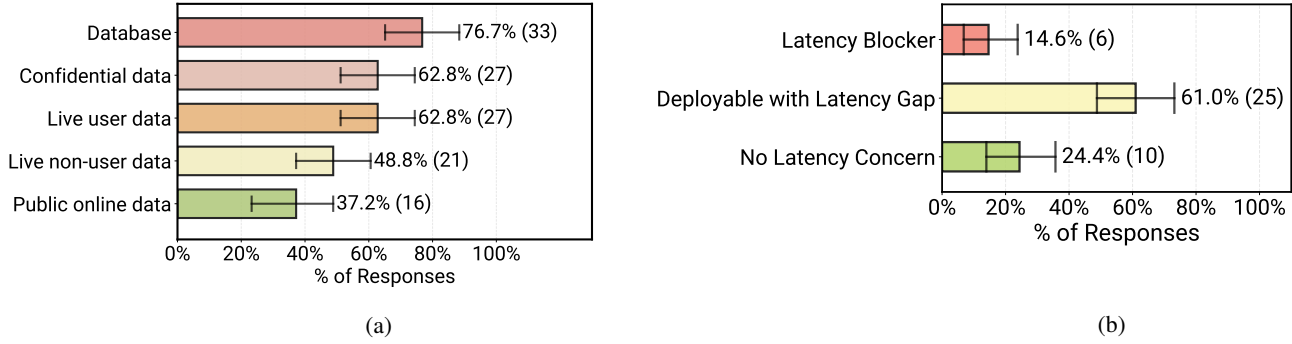 Database
76.7% (33)
Confidential data
62.8% (27)
Live user data
62.8% (27)
Live non-user data
48.8% (21)
Public online data
37.2% (16)
0% 20% 40% 60% 80% 100%
% of Responses
(a)
Latency Blocker
14.6% (6)
Deployable with Latency Gap
61.0% (25)
No Latency Concern
24.4% (10)
0% 20% 40% 60% 80% 100%
% of Responses
(b)